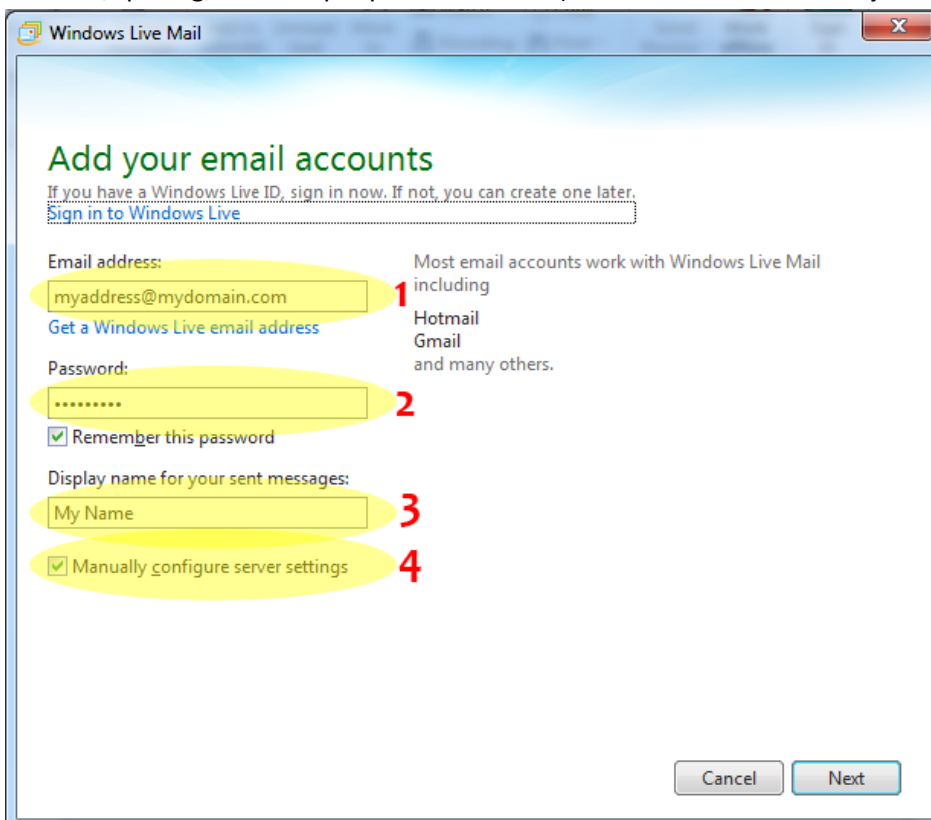 Windows Live Mail
Add your email accounts
If you have a Windows Live ID, sign in now. If not, you can create one later.
Sign in to Windows Live
Email address:
myaddress@mydomain.com
1
Get a Windows Live email address
Password:
•••••••••
2
Remember this password
Display name for your sent messages:
My Name
3
Manually configure server settings
4
Most email accounts work with Windows Live Mail
including
Hotmail
Gmail
and many others.
Cancel
Next